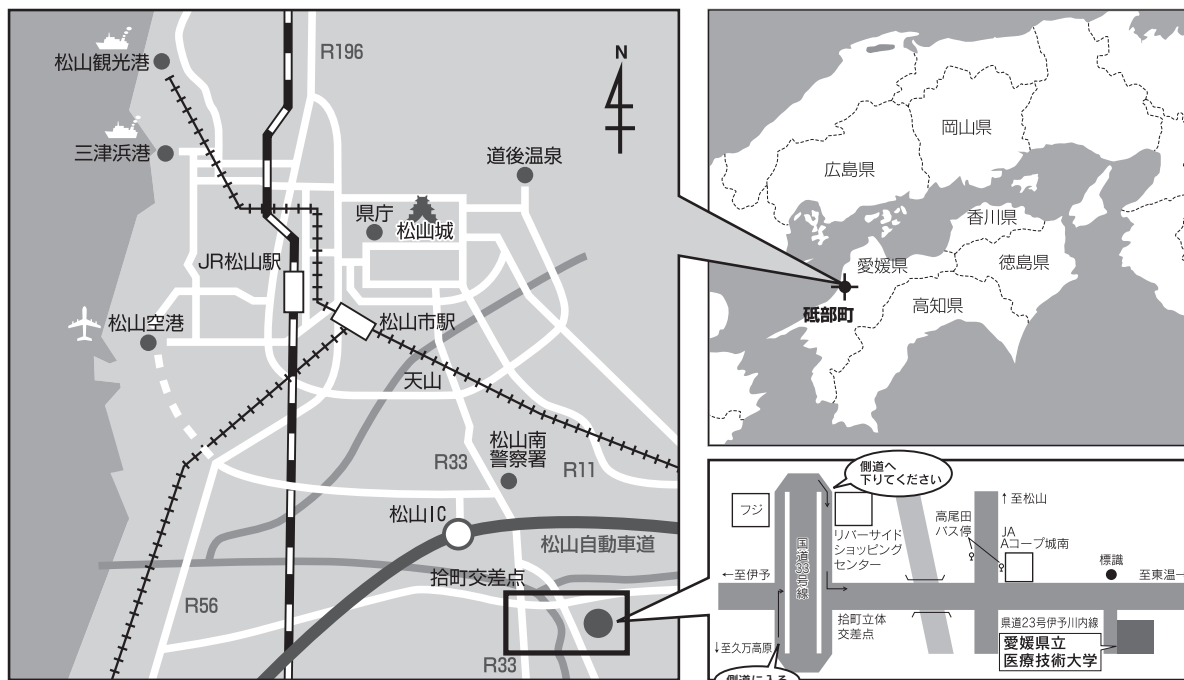 R196
松山観光港
N
三津浜港
道後温泉
県庁
松山城
JR松山駅
松山空港
松山市駅
天山
松山南
警察署
R33
R11
松山IC
松山自動車道
拾町交差点
R56
R33
岡山県
広島県
香川県
愛媛県
徳島県
高知県
砥部町
側道へ
下りてください
フジ
国道33号線
リバーサイド
ショッピング
センター
高尾田
バス停
↑至松山
JA
Aコープ城南
標識
←至伊予
至東温→
拾町立体
交差点
県道23号伊予川内線
愛媛県立
医療技術大学
↓至久万高原
側道に入る